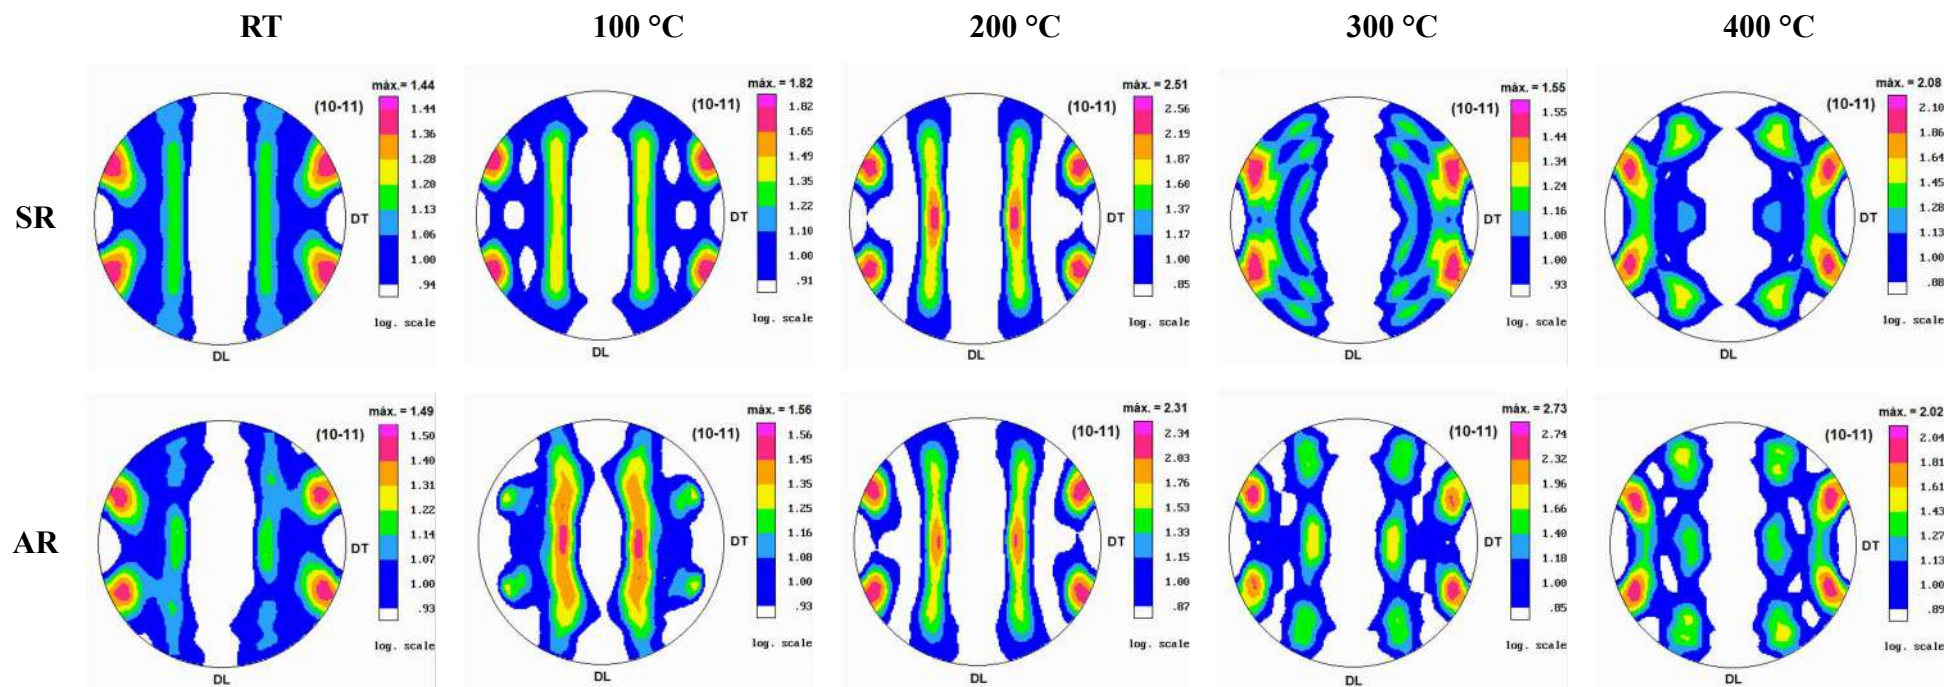 RT 100 °C 200 °C 300 °C 400 °C
SR
máx. = 1.44
(10-11)
1.44
1.36
1.28
1.20
1.13
1.06
1.00
.94
DT
log. scale
DL
máx. = 1.82
(10-11)
1.82
1.65
1.49
1.35
1.22
1.10
1.00
.91
DT
log. scale
DL
máx. = 2.51
(10-11)
2.56
2.19
1.87
1.60
1.37
1.17
1.00
.85
DT
log. scale
DL
máx. = 1.55
(10-11)
1.55
1.44
1.34
1.24
1.16
1.08
1.00
.93
DT
log. scale
DL
máx. = 2.08
(10-11)
2.10
1.86
1.64
1.45
1.28
1.13
1.00
.88
DT
log. scale
DL
AR
máx. = 1.49
(10-11)
1.50
1.40
1.31
1.22
1.14
1.07
1.00
.93
DT
log. scale
DL
máx. = 1.56
(10-11)
1.56
1.45
1.35
1.25
1.16
1.08
1.00
.93
DT
log. scale
DL
máx. = 2.31
(10-11)
2.34
2.03
1.76
1.53
1.33
1.15
1.00
.87
DT
log. scale
DL
máx. = 2.73
(10-11)
2.74
2.32
1.96
1.66
1.40
1.18
1.00
.85
DT
log. scale
DL
máx. = 2.02
(10-11)
2.04
1.81
1.61
1.43
1.27
1.13
1.00
.89
DT
log. scale
DL